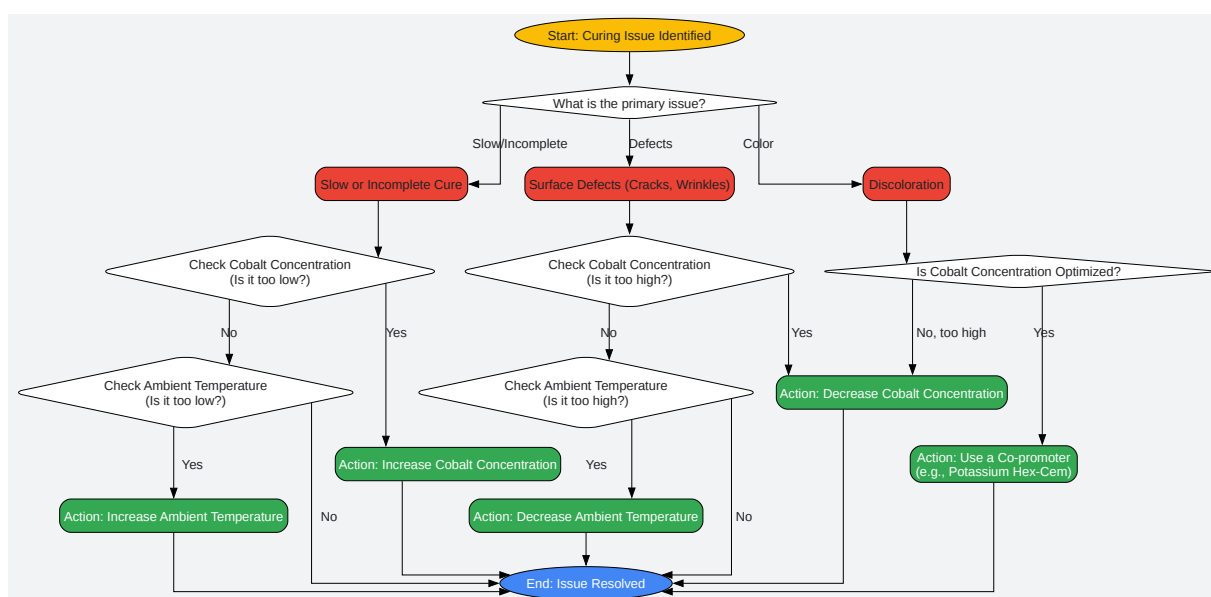 Start: Curing Issue Identified
What is the primary issue?
Slow/Incomplete
Defects
Color
Slow or Incomplete Cure
Surface Defects (Cracks, Wrinkles)
Discoloration
Check Cobalt Concentration
(Is it too low?)
Check Cobalt Concentration
(Is it too high?)
Is Cobalt Concentration Optimized?
No
Yes
No
Yes
No, too high
Yes
Check Ambient Temperature
(Is it too low?)
Check Ambient Temperature
(Is it too high?)
Action: Decrease Cobalt Concentration
Yes
Action: Increase Cobalt Concentration
Yes
Action: Use a Co-promoter
(e.g., Potassium Hex-Cem)
Action: Increase Ambient Temperature
No
Action: Decrease Ambient Temperature
No
End: Issue Resolved